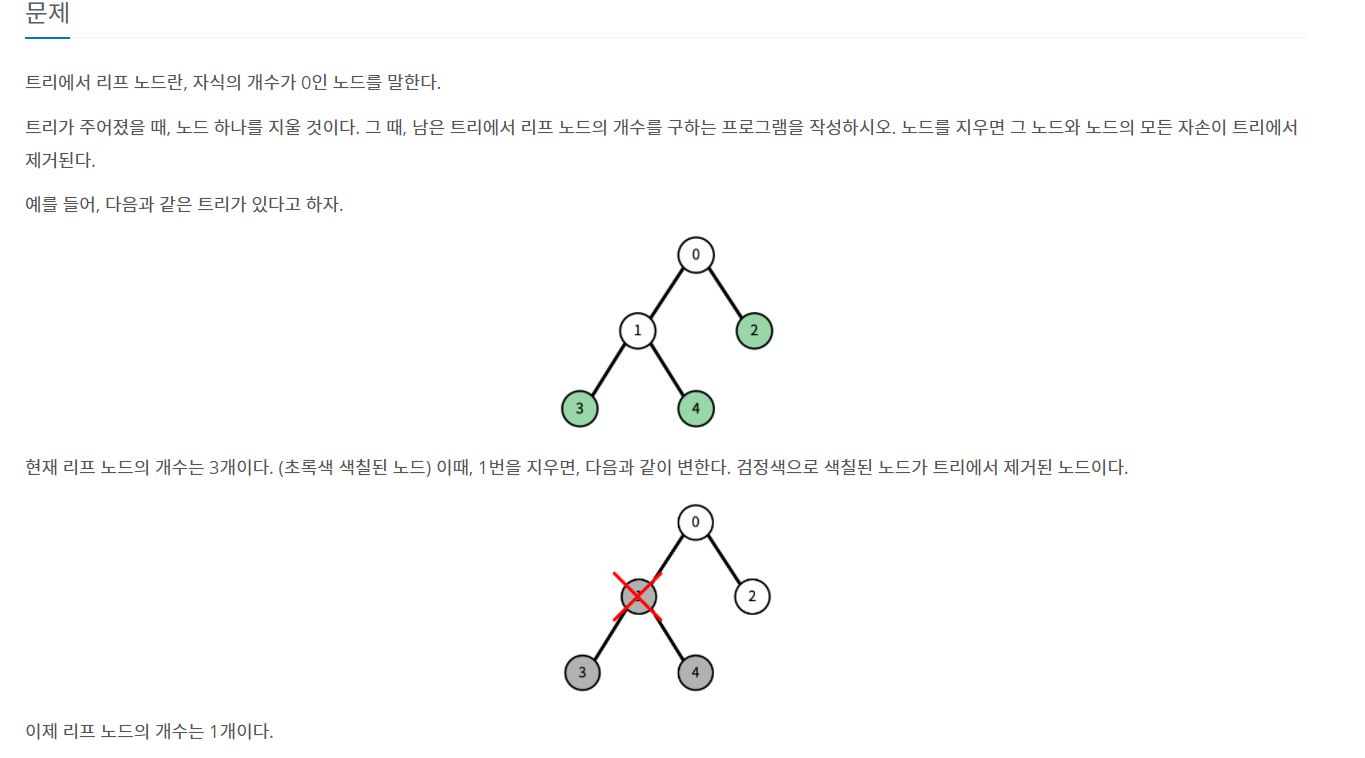 문제
트리에서 리프 노드란, 자식의 개수가 0인 노드를 말한다.
트리가 주어졌을 때, 노드 하나를 지울 것이다. 그 때, 남은 트리에서 리프 노드의 개수를 구하는 프로그램을 작성하시오. 노드를 지우면 그 노드와 노드의 모든 자손이 트리에서
제거된다.
예를 들어, 다음과 같은 트리가 있다고 하자.
0
1 2
3 4
현재 리프 노드의 개수는 3개이다. (초록색 색칠된 노드) 이때, 1번을 지우면, 다음과 같이 변한다. 검정색으로 색칠된 노드가 트리에서 제거된 노드이다.
0
1 2
3 4
이제 리프 노드의 개수는 1개이다.